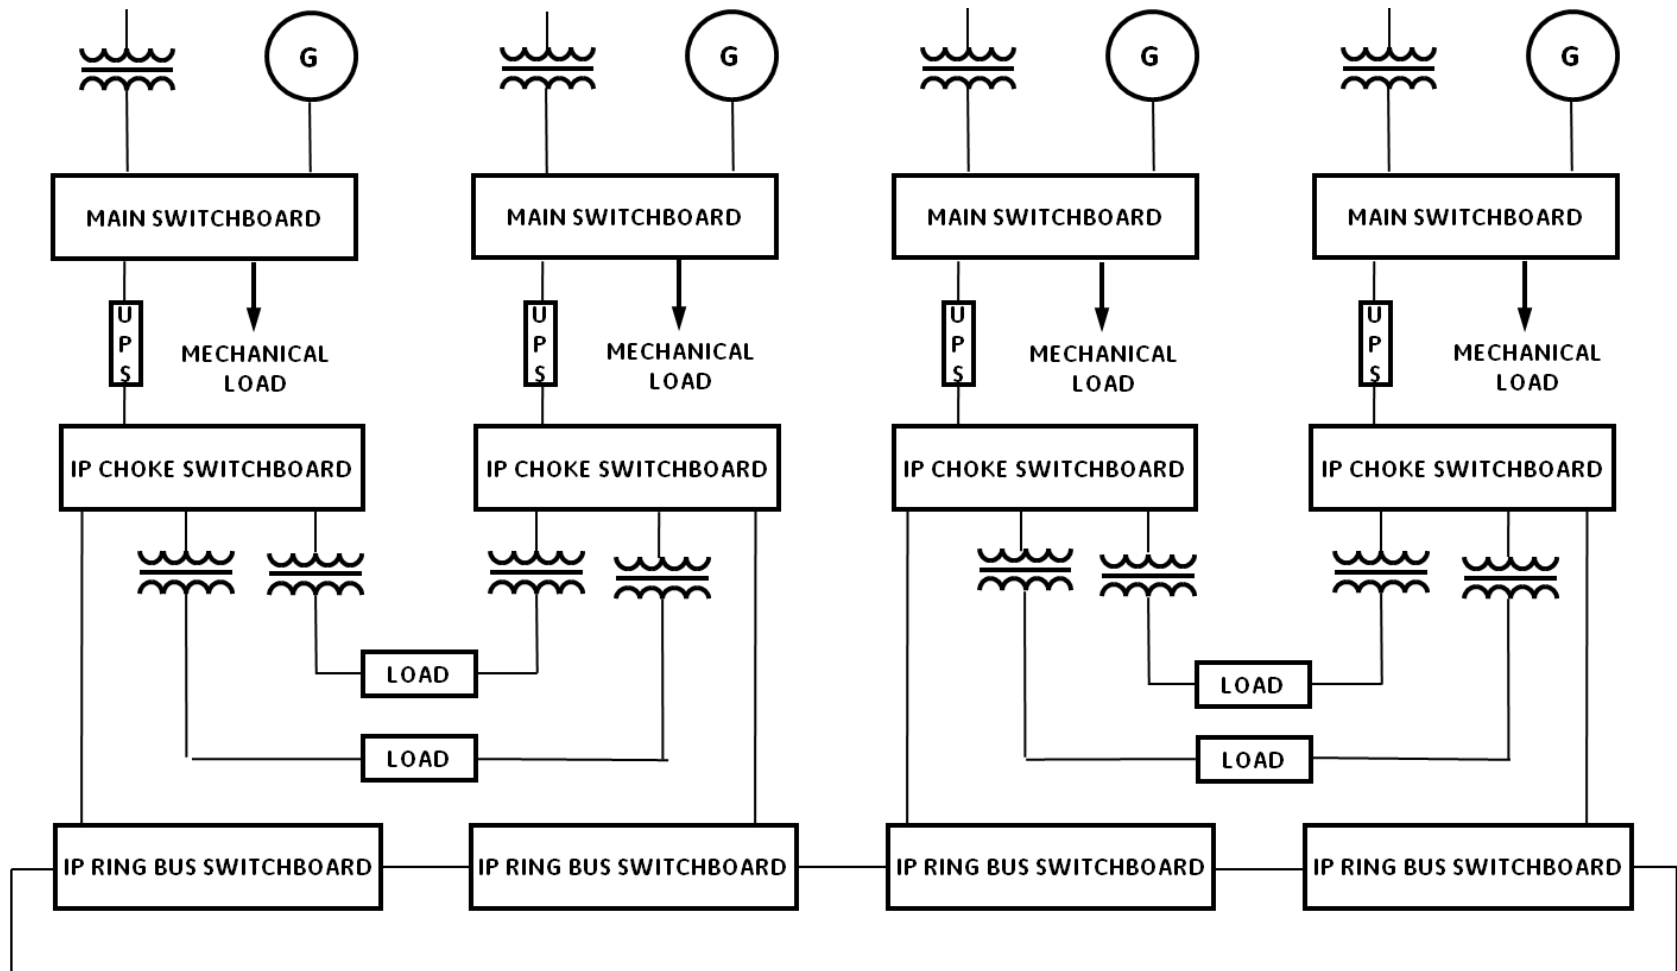 G
G
G
G
MAIN SWITCHBOARD
MAIN SWITCHBOARD
MAIN SWITCHBOARD
MAIN SWITCHBOARD
UPS
MECHANICAL
LOAD
UPS
MECHANICAL
LOAD
UPS
MECHANICAL
LOAD
UPS
MECHANICAL
LOAD
IP CHOKE SWITCHBOARD
IP CHOKE SWITCHBOARD
IP CHOKE SWITCHBOARD
IP CHOKE SWITCHBOARD
LOAD
LOAD
LOAD
LOAD
IP RING BUS SWITCHBOARD
IP RING BUS SWITCHBOARD
IP RING BUS SWITCHBOARD
IP RING BUS SWITCHBOARD